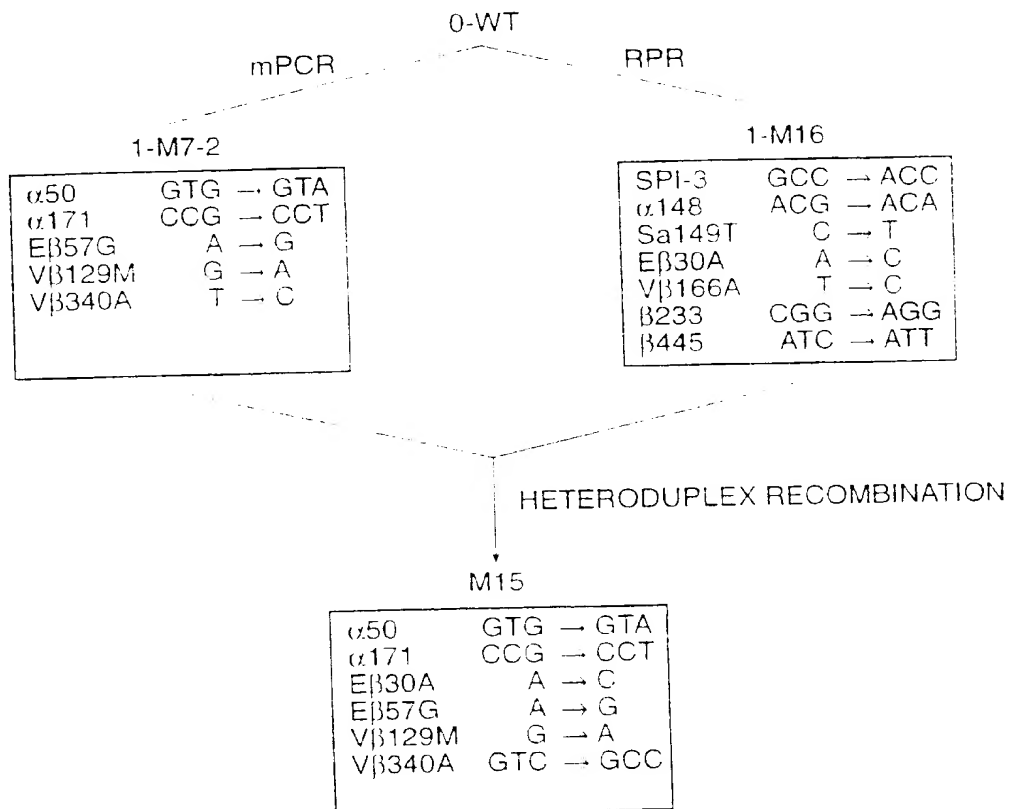 0-WT
mPCR
RPR
1-M7-2
α50 GTG → GTA
α171 CCG → CCT
Eβ57G A → G
Vβ129M G → A
Vβ340A T → C
1-M16
SPI-3 GCC → ACC
α148 ACG → ACA
Sa149T C → T
Eβ30A A → C
Vβ166A T → C
β233 CGG → AGG
β445 ATC → ATT
HETERODUPLEX RECOMBINATION
M15
α50 GTG → GTA
α171 CCG → CCT
Eβ30A A → C
Eβ57G A → G
Vβ129M G → A
Vβ340A GTC → GCC